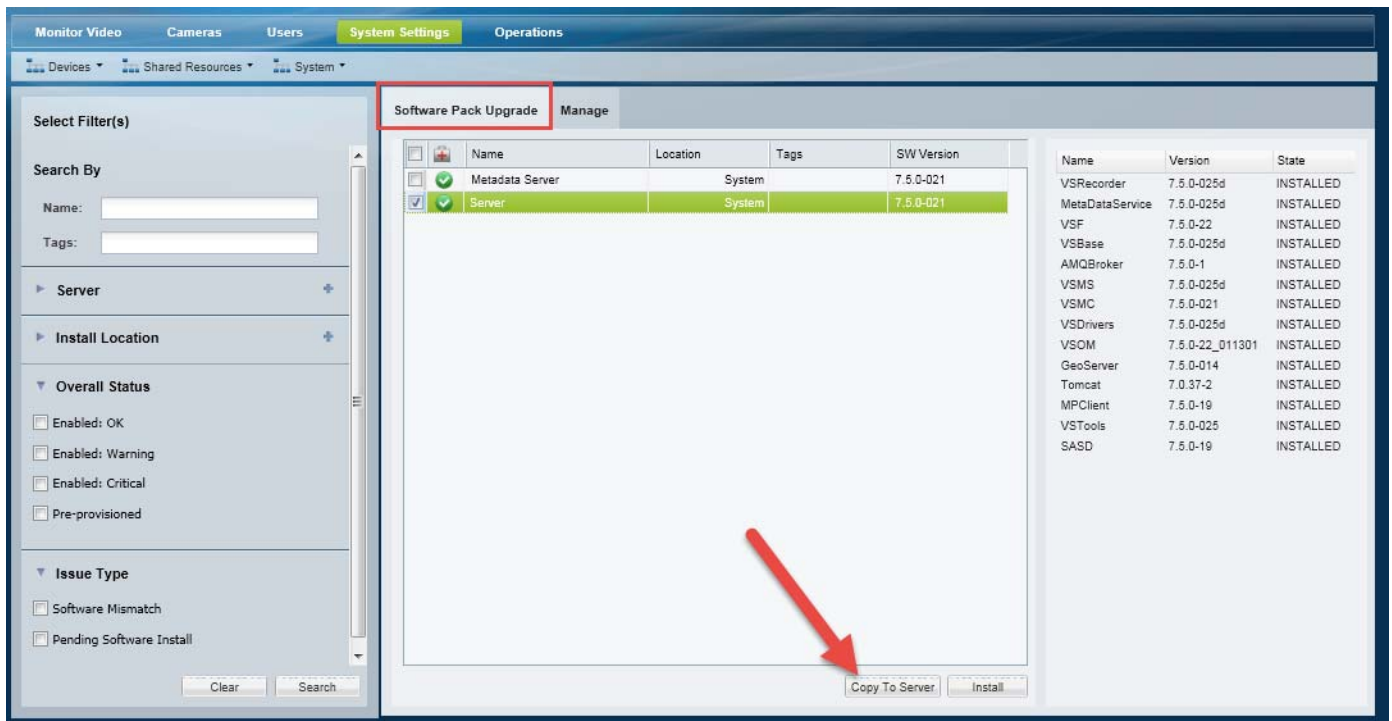 Monitor Video Cameras Users System Settings Operations
Devices Shared Resources System
Select Filter(s)
Search By
Name:
Tags:
Server
Install Location
Overall Status
Enabled: OK
Enabled: Warning
Enabled: Critical
Pre-provisioned
Issue Type
Software Mismatch
Pending Software Install
Clear Search
Software Pack Upgrade Manage
Name Location Tags SW Version
Metadata Server System 7.5.0-021
Server System 7.5.0-021
Copy To Server Install
Name Version State
VSRecorder 7.5.0-025d INSTALLED
MetaDataService 7.5.0-025d INSTALLED
VSF 7.5.0-22 INSTALLED
VSBase 7.5.0-025d INSTALLED
AMQBroker 7.5.0-1 INSTALLED
VSMS 7.5.0-025d INSTALLED
VSMC 7.5.0-021 INSTALLED
VSDrivers 7.5.0-025d INSTALLED
VSOM 7.5.0-22_011301 INSTALLED
GeoServer 7.5.0-014 INSTALLED
Tomcat 7.0.37-2 INSTALLED
MPClient 7.5.0-19 INSTALLED
VSTools 7.5.0-025 INSTALLED
SASD 7.5.0-19 INSTALLED